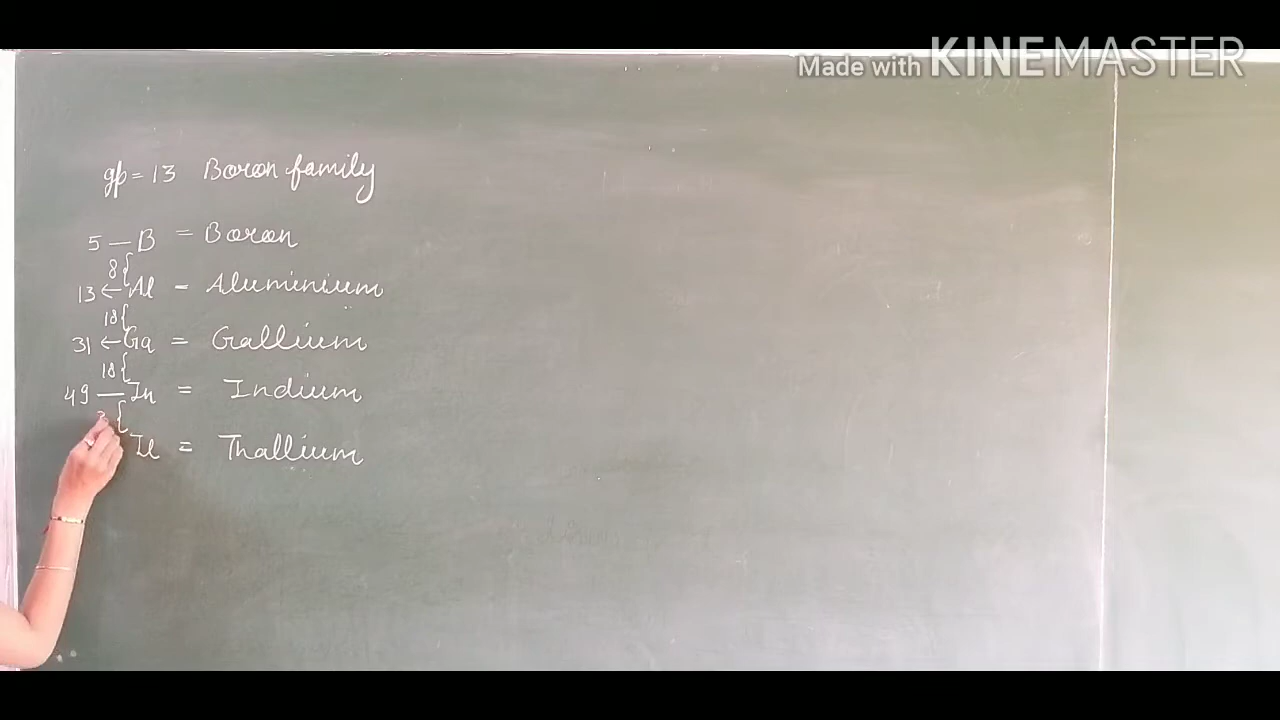 Made with KINEMASTER
gp = 13 Boron family
5 — B = Boron
8 {
13 ← Al = Aluminium
18 {
31 ← Ga = Gallium
18 {
49 — In = Indium
{
Tl = Thallium